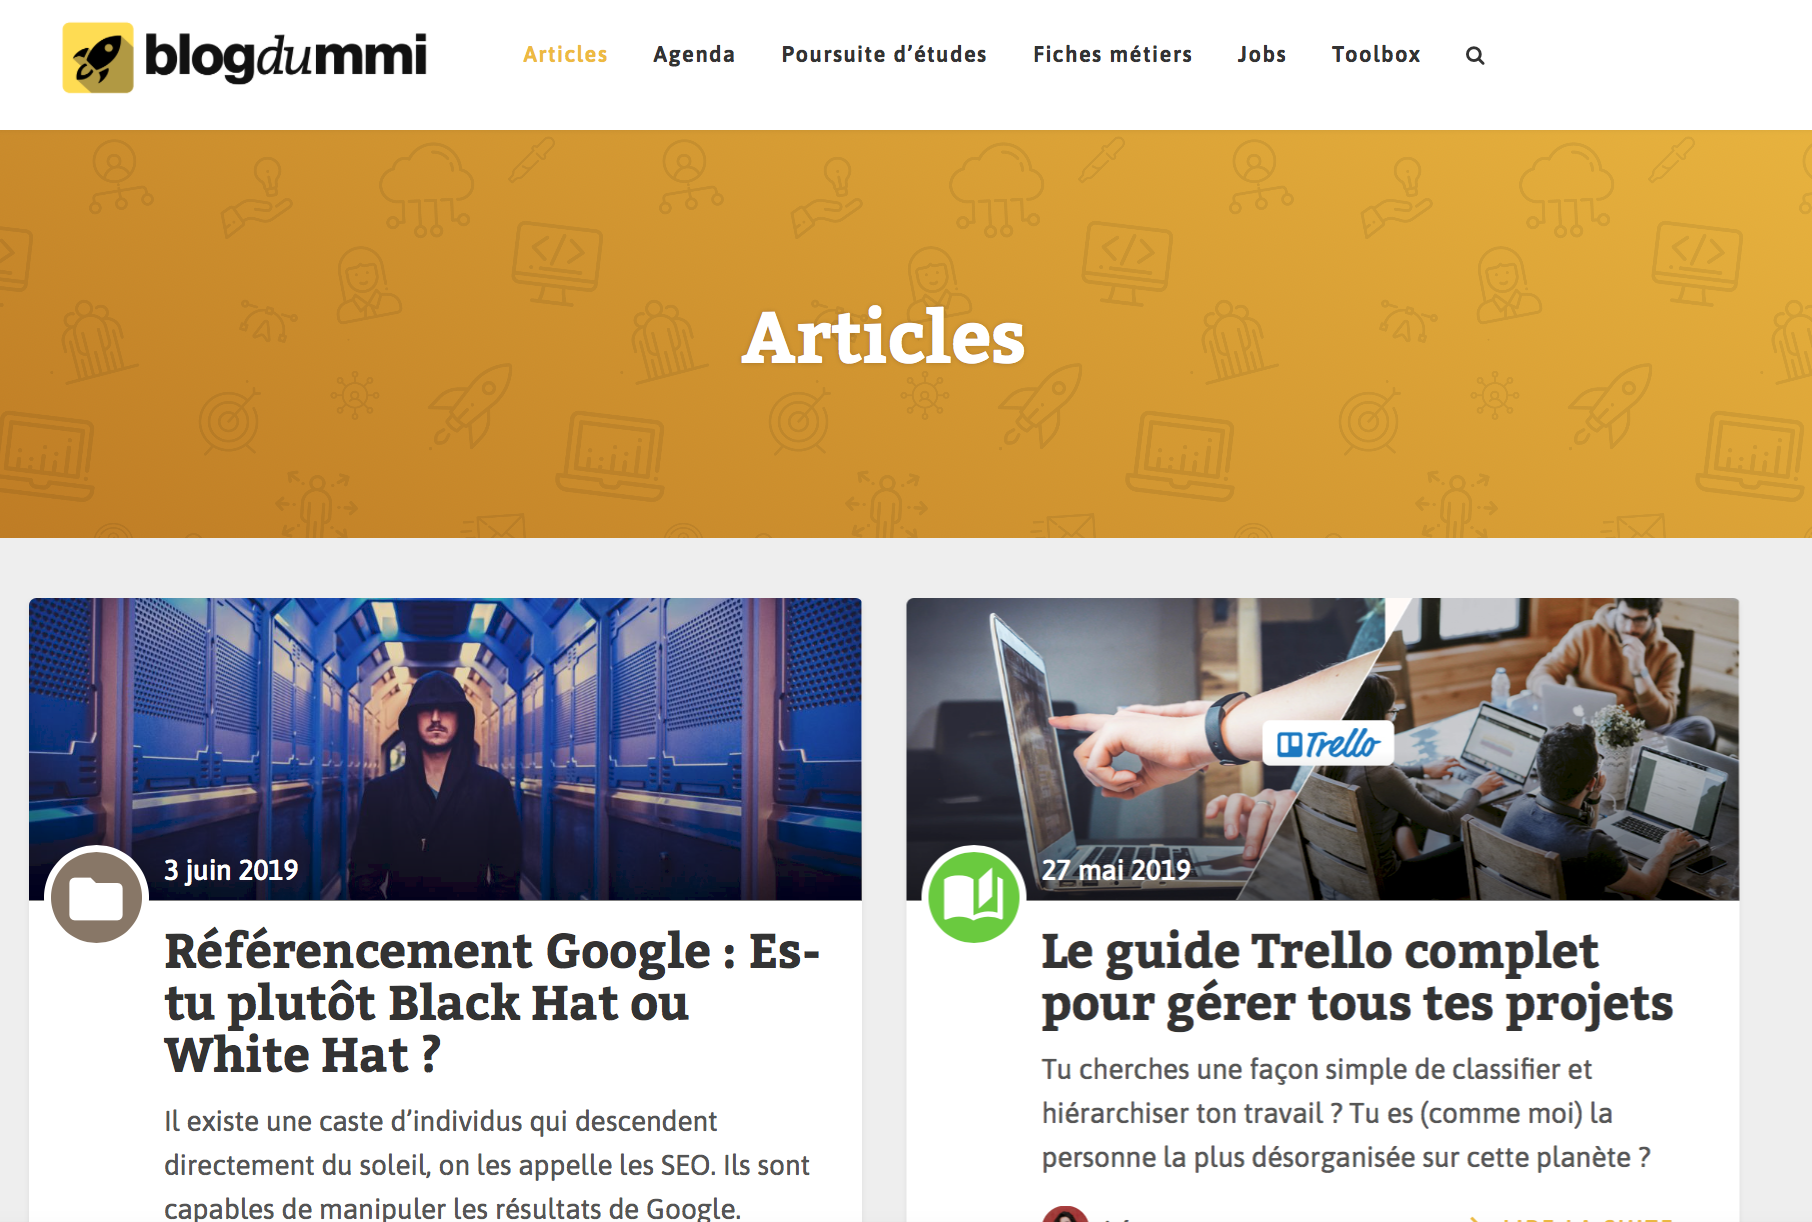 blogdummi
Articles
Agenda
Poursuite d’études
Fiches métiers
Jobs
Toolbox
Articles
3 juin 2019
Référencement Google : Es-
tu plutôt Black Hat ou
White Hat ?
Il existe une caste d’individus qui descendent
directement du soleil, on les appelle les SEO. Ils sont
capables de manipuler les résultats de Google.
Trello
27 mai 2019
Le guide Trello complet
pour gérer tous tes projets
Tu cherches une façon simple de classifier et
hiérarchiser ton travail ? Tu es (comme moi) la
personne la plus désorganisée sur cette planète ?